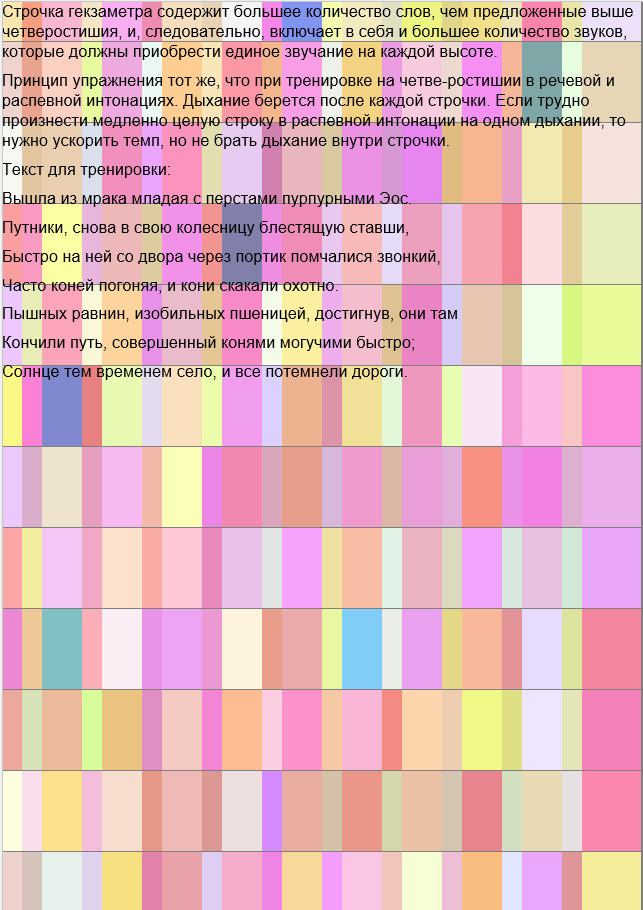 Строчка гекзаметра содержит большее количество слов, чем предложенные выше
четверостишия, и, следовательно, включает в себя и большее количество звуков,
которые должны приобрести единое звучание на каждой высоте.
Принцип упражнения тот же, что при тренировке на четве-ростишии в речевой и
распевной интонациях. Дыхание берется после каждой строчки. Если трудно
произнести медленно целую строку в распевной интонации на одном дыхании, то
нужно ускорить темп, но не брать дыхание внутри строчки.
Текст для тренировки:
Вышла из мрака младая с перстами пурпурными Эос.
Путники, снова в свою колесницу блестящую ставши,
Быстро на ней со двора через портик помчалися звонкий,
Часто коней погоняя, и кони скакали охотно.
Пышных равнин, изобильных пшеницей, достигнув, они там
Кончили путь, совершенный конями могучими быстро;
Солнце тем временем село, и все потемнели дороги.